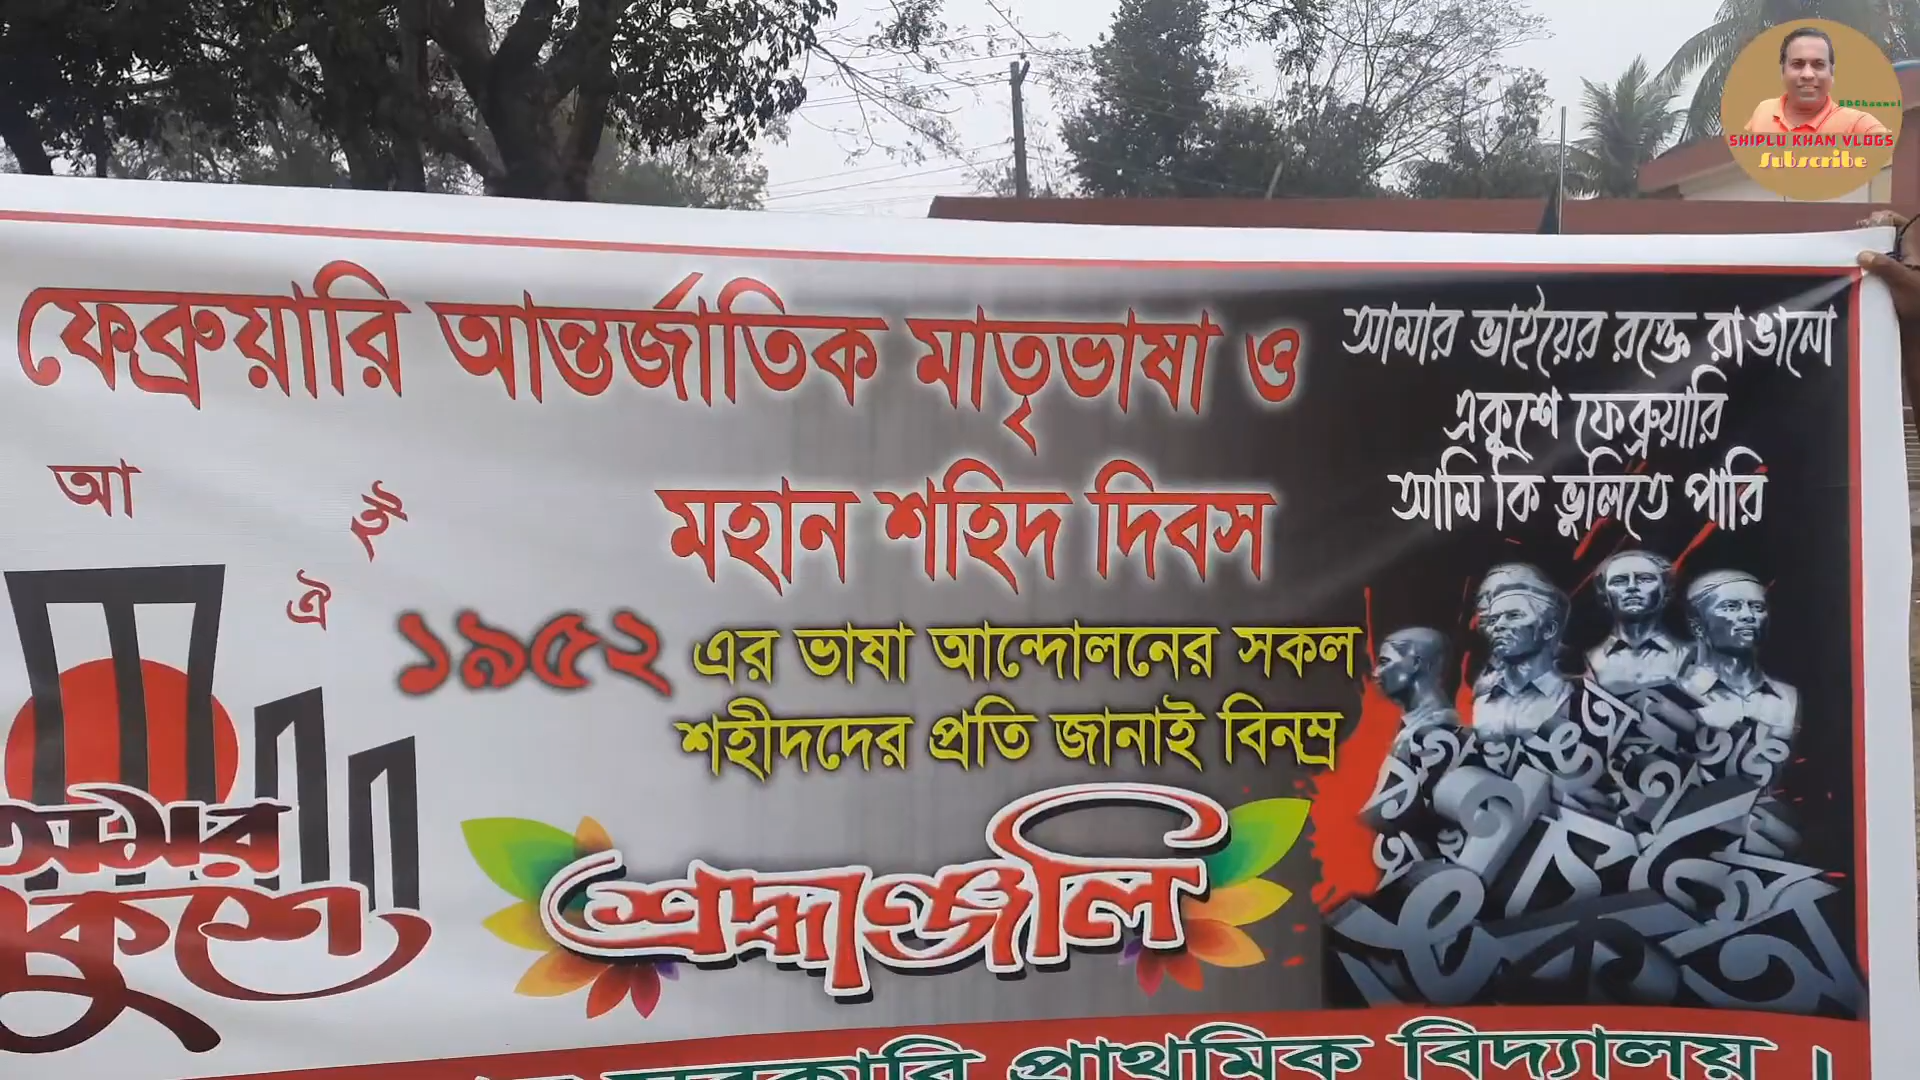 ফেব্রুয়ারি আন্তর্জাতিক মাতৃভাষা ও
মহান শহিদ দিবস
আ
ঐ
১৯৫২ এর ভাষা আন্দোলনের সকল
শহীদদের প্রতি জানাই বিনম্র
শ্রদ্ধাঞ্জলি
আমার ভাইয়ের রক্তে রাঙানো
একুশে ফেব্রুয়ারি
আমি কি ভুলিতে পারি
অমর
কুশে
সরকারি প্রাথমিক বিদ্যালয়।
SHIPLU KHAN VLOGS
Subscribe